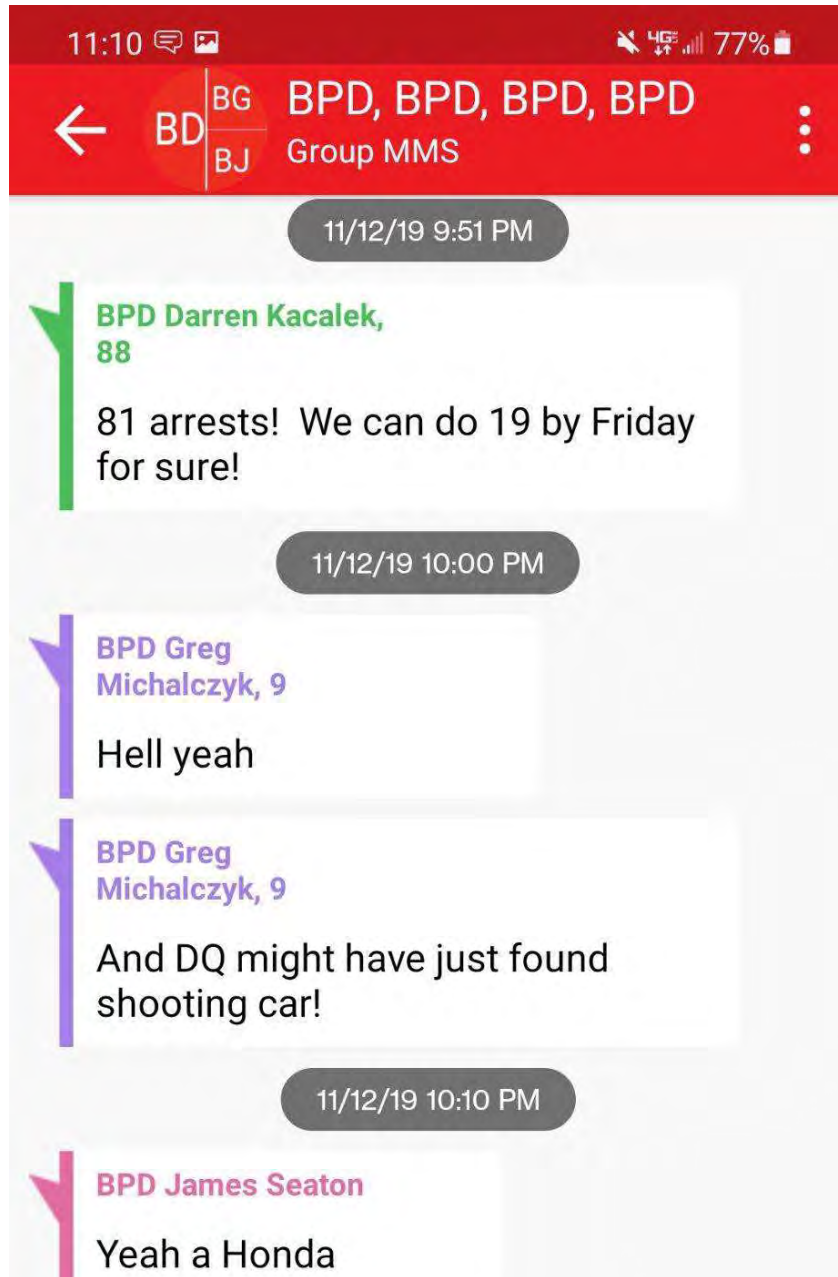 11:10 77%
BD BG BJ
BPD, BPD, BPD, BPD
Group MMS
11/12/19 9:51 PM
BPD Darren Kacalek,
88
81 arrests!  We can do 19 by Friday
for sure!
11/12/19 10:00 PM
BPD Greg
Michalczyk, 9
Hell yeah
BPD Greg
Michalczyk, 9
And DQ might have just found
shooting car!
11/12/19 10:10 PM
BPD James Seaton
Yeah a Honda